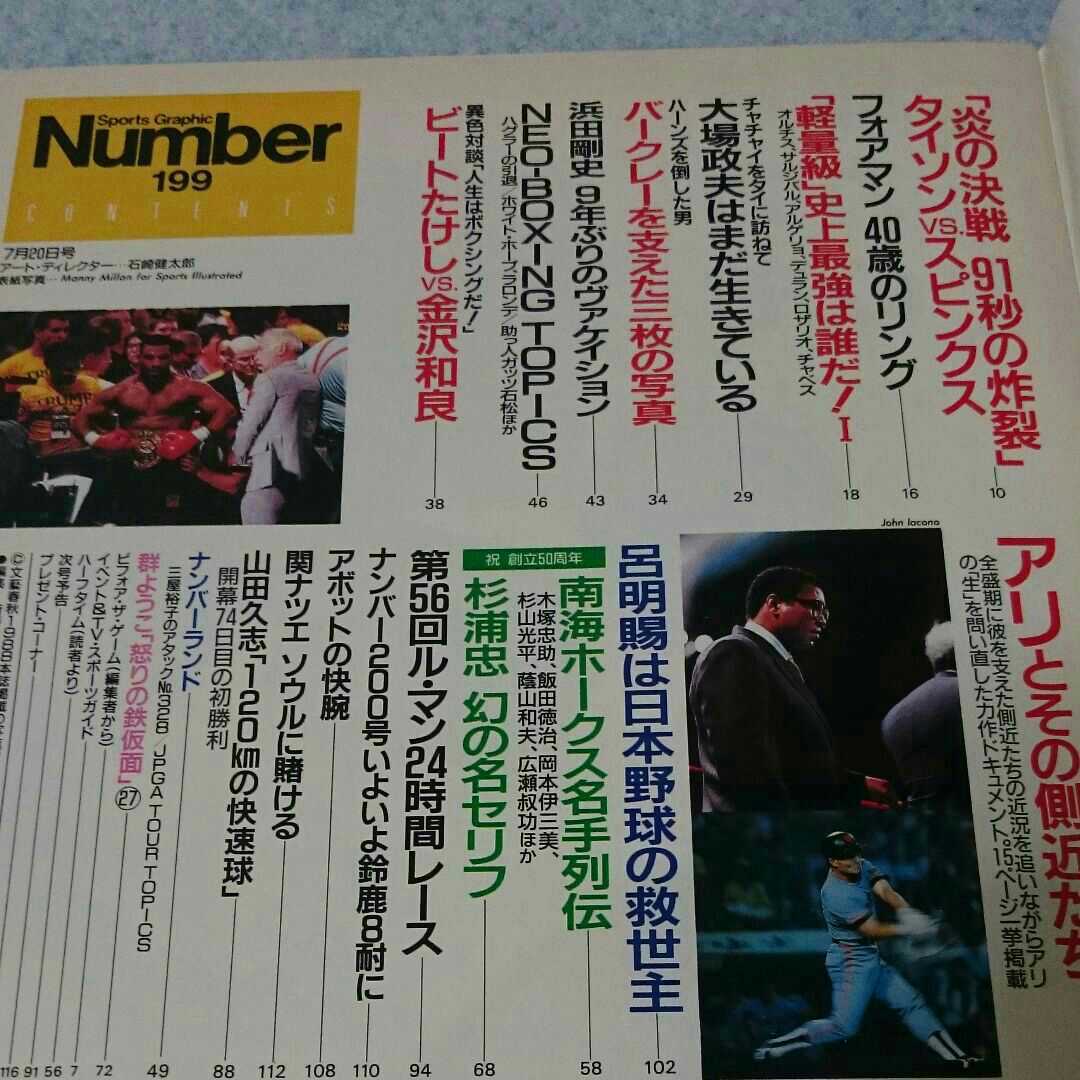 Sports Graphic
Number
199
CONTENTS
7月20日号
アート・ディレクター…石崎健太郎
表紙写真…Manny Millan for Sports Illustrated
「炎の決戦 91秒の炸裂」
タイソンVS.スピンクス
10
フォアマン 40歳のリング
16
「軽量級」史上最強は誰だ!I
オルチス、サルジバル、アルゲリョ、デュラン、ロザリオ、チャベス
18
チャチャイをタイに訪ねて
大場政夫はまだ生きている
29
ハーンズを倒した男
バークレーを支えた三枚の写真
34
浜田剛史 9年ぶりのヴァケイション
43
NEO-BOXING TOPICS
ハグラーの引退/ホワイト・ホープ、ラロンデ/助っ人ガッツ石松ほか
46
異色対談「人生はボクシングだ!」
ビートたけしVS.金沢和良
38
John Iacono
アリとその側近たち
全盛期に彼を支えた側近たちの近況を追いながらアリ
の“生”を問い直した力作、ドキュメント。15ページ一挙掲載
呂明賜は日本野球の救世主
102
祝 創立50周年
南海ホークス名手列伝
木塚忠助、飯田徳治、岡本伊三美、
杉山光平、蔭山和夫、広瀬叔功ほか
58
杉浦忠 幻の名セリフ
68
第56回ル・マン24時間レース
94
ナンバー200号いよいよ鈴鹿8耐に
110
アボットの快腕
108
関ナツエ ソウルに賭ける
112
山田久志「120kmの快速球」
開幕74日目の初勝利
88
ナンバーランド
三屋裕子のアタックNo.328/JPGA TOUR TOPICS
49
群ようこ「怒りの鉄仮面」㉗
ビフォア・ザ・ゲーム(編集者から)
72
イベント&TV・スポーツガイド
7
ハーフタイム(読者より)
56
次号予告
91
プレゼント・コーナー
116
©文藝春秋1988日本誌掲載の
●編集